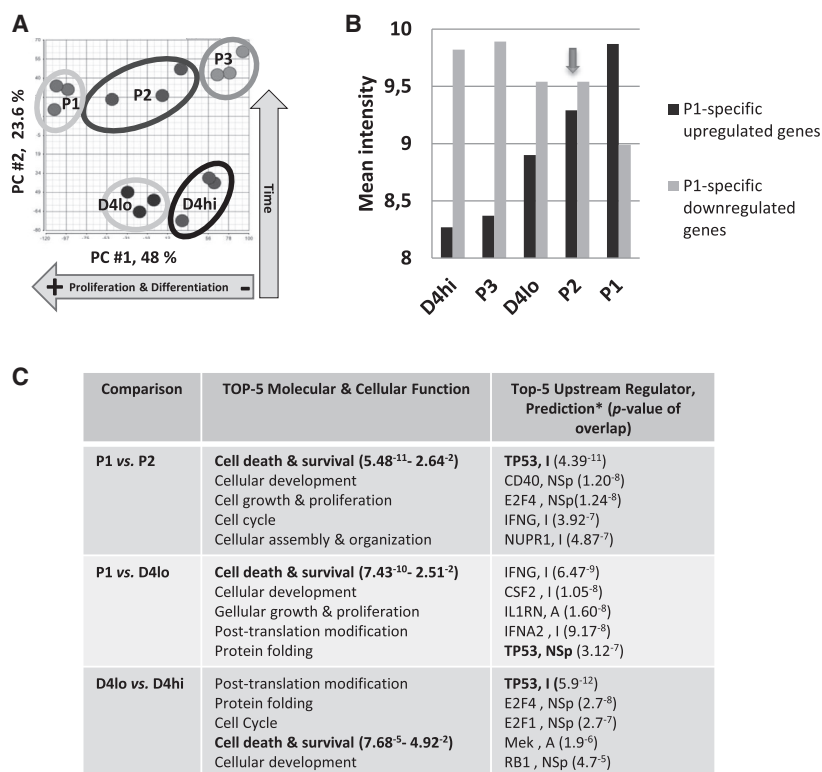 A
PC #2, 23.6 %
P1
P2
P3
D4lo
D4hi
Time
PC #1, 48 %
+ Proliferation & Differentiation -
B
Mean intensity
10
9,5
9
8,5
8
D4hi
P3
D4lo
P2
P1
P1-specific
upregulated genes
P1-specific
downregulated
genes
C
Comparison
TOP-5 Molecular & Cellular Function
Top-5 Upstream Regulator,
Prediction* (p-value of
overlap)
P1 vs. P2
Cell death & survival (5.48-11- 2.64-2)
Cellular development
Cell growth & proliferation
Cell cycle
Cellular assembly & organization
TP53, I (4.39-11)
CD40, NSp (1.20-8)
E2F4 , NSp(1.24-8)
IFNG, I (3.92-7)
NUPR1, I (4.87-7)
P1 vs. D4lo
Cell death & survival (7.43-10- 2.51-2)
Cellular development
Gellular growth & proliferation
Post-translation modification
Protein folding
IFNG, I (6.47-9)
CSF2 , I (1.05-8)
IL1RN, A (1.60-8)
IFNA2 , I (9.17-8)
TP53, NSp (3.12-7)
D4lo vs. D4hi
Post-translation modification
Protein folding
Cell Cycle
Cell death & survival (7.68-5- 4.92-2)
Cellular development
TP53, I (5.9-12)
E2F4 , NSp (2.7-8)
E2F1 , NSp (2.7-7)
Mek , A (1.9-6)
RB1 , NSp (4.7-5)